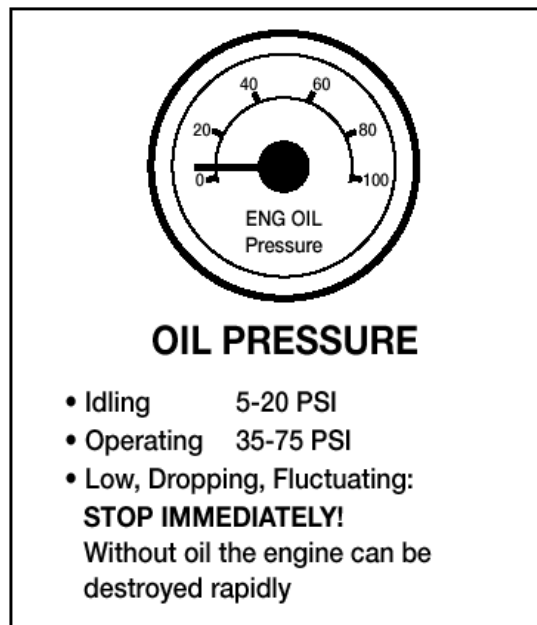 40 60
20 80
0 100
ENG OIL
Pressure
OIL PRESSURE
• Idling 5-20 PSI
• Operating 35-75 PSI
• Low, Dropping, Fluctuating:
STOP IMMEDIATELY!
Without oil the engine can be
destroyed rapidly